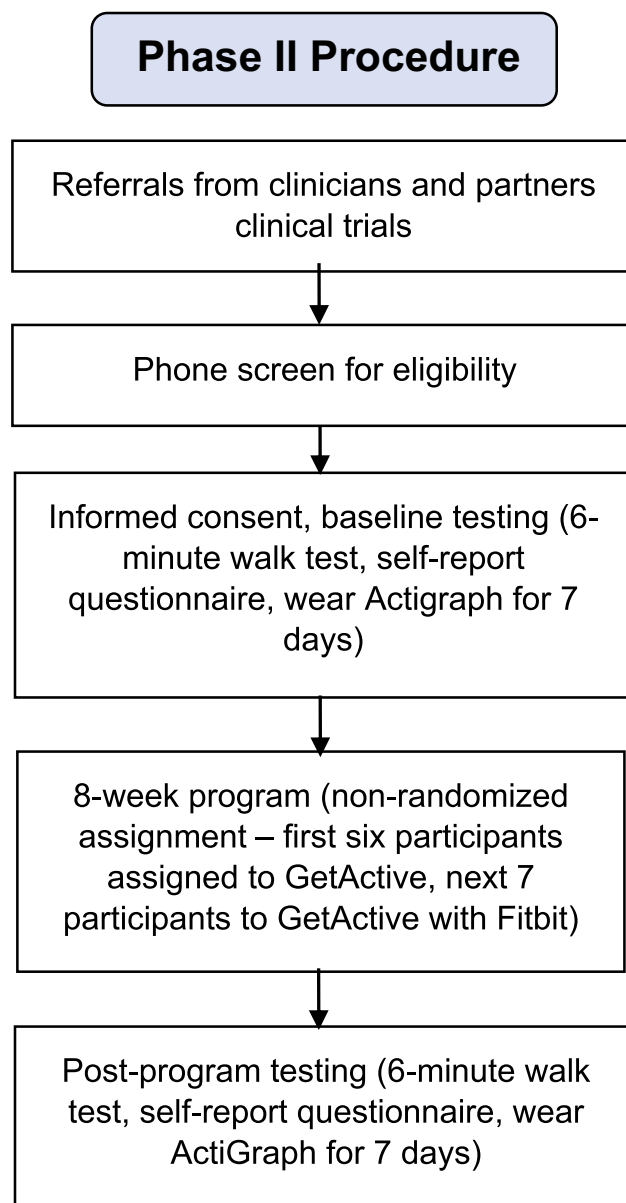 Phase II Procedure
Referrals from clinicians and partners
clinical trials
Phone screen for eligibility
Informed consent, baseline testing (6-
minute walk test, self-report
questionnaire, wear Actigraph for 7
days)
8-week program (non-randomized
assignment – first six participants
assigned to GetActive, next 7
participants to GetActive with Fitbit)
Post-program testing (6-minute walk
test, self-report questionnaire, wear
ActiGraph for 7 days)